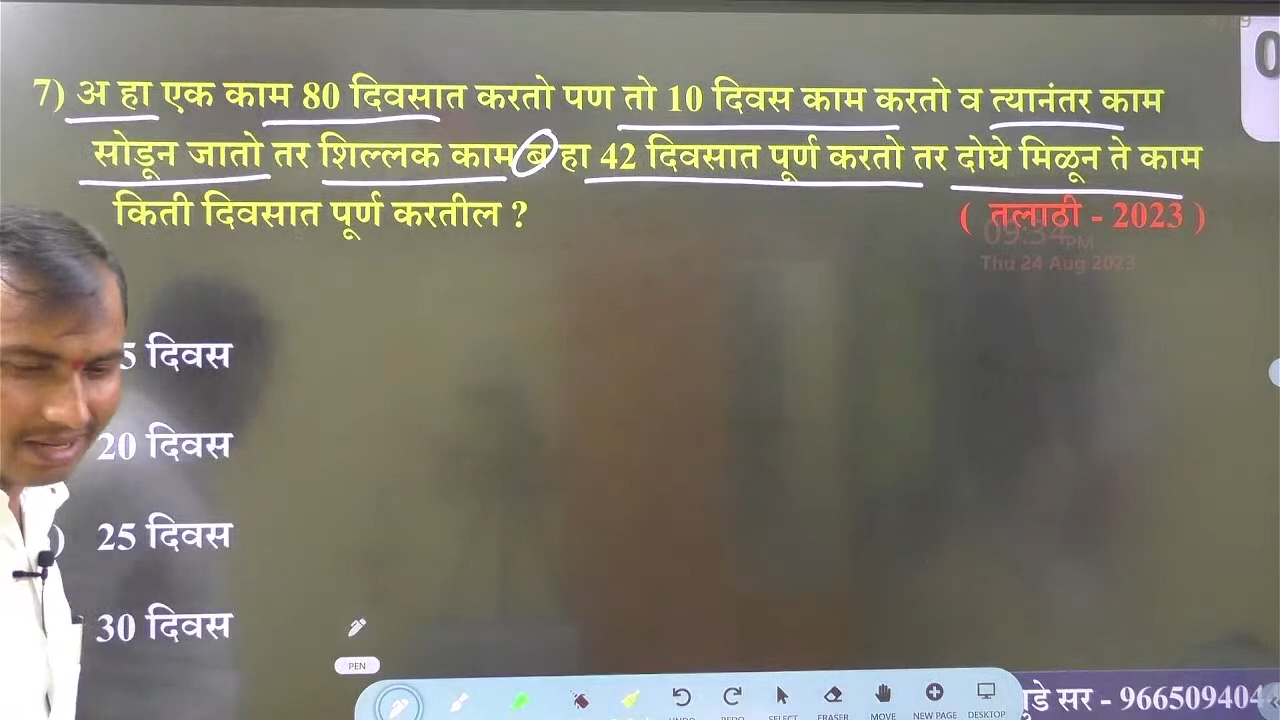 7) अ हा एक काम 80 दिवसात करतो पण तो 10 दिवस काम करतो व त्यानंतर काम
सोडून जातो तर शिल्लक काम ब हा 42 दिवसात पूर्ण करतो तर दोघे मिळून ते काम
किती दिवसात पूर्ण करतील ?
( तलाठी - 2023 )
09:34 PM
Thu 24 Aug 2023
5 दिवस
20 दिवस
) 25 दिवस
30 दिवस
PEN
UNDO REDO SELECT ERASER MOVE NEW PAGE DESKTOP
सर - 966509404